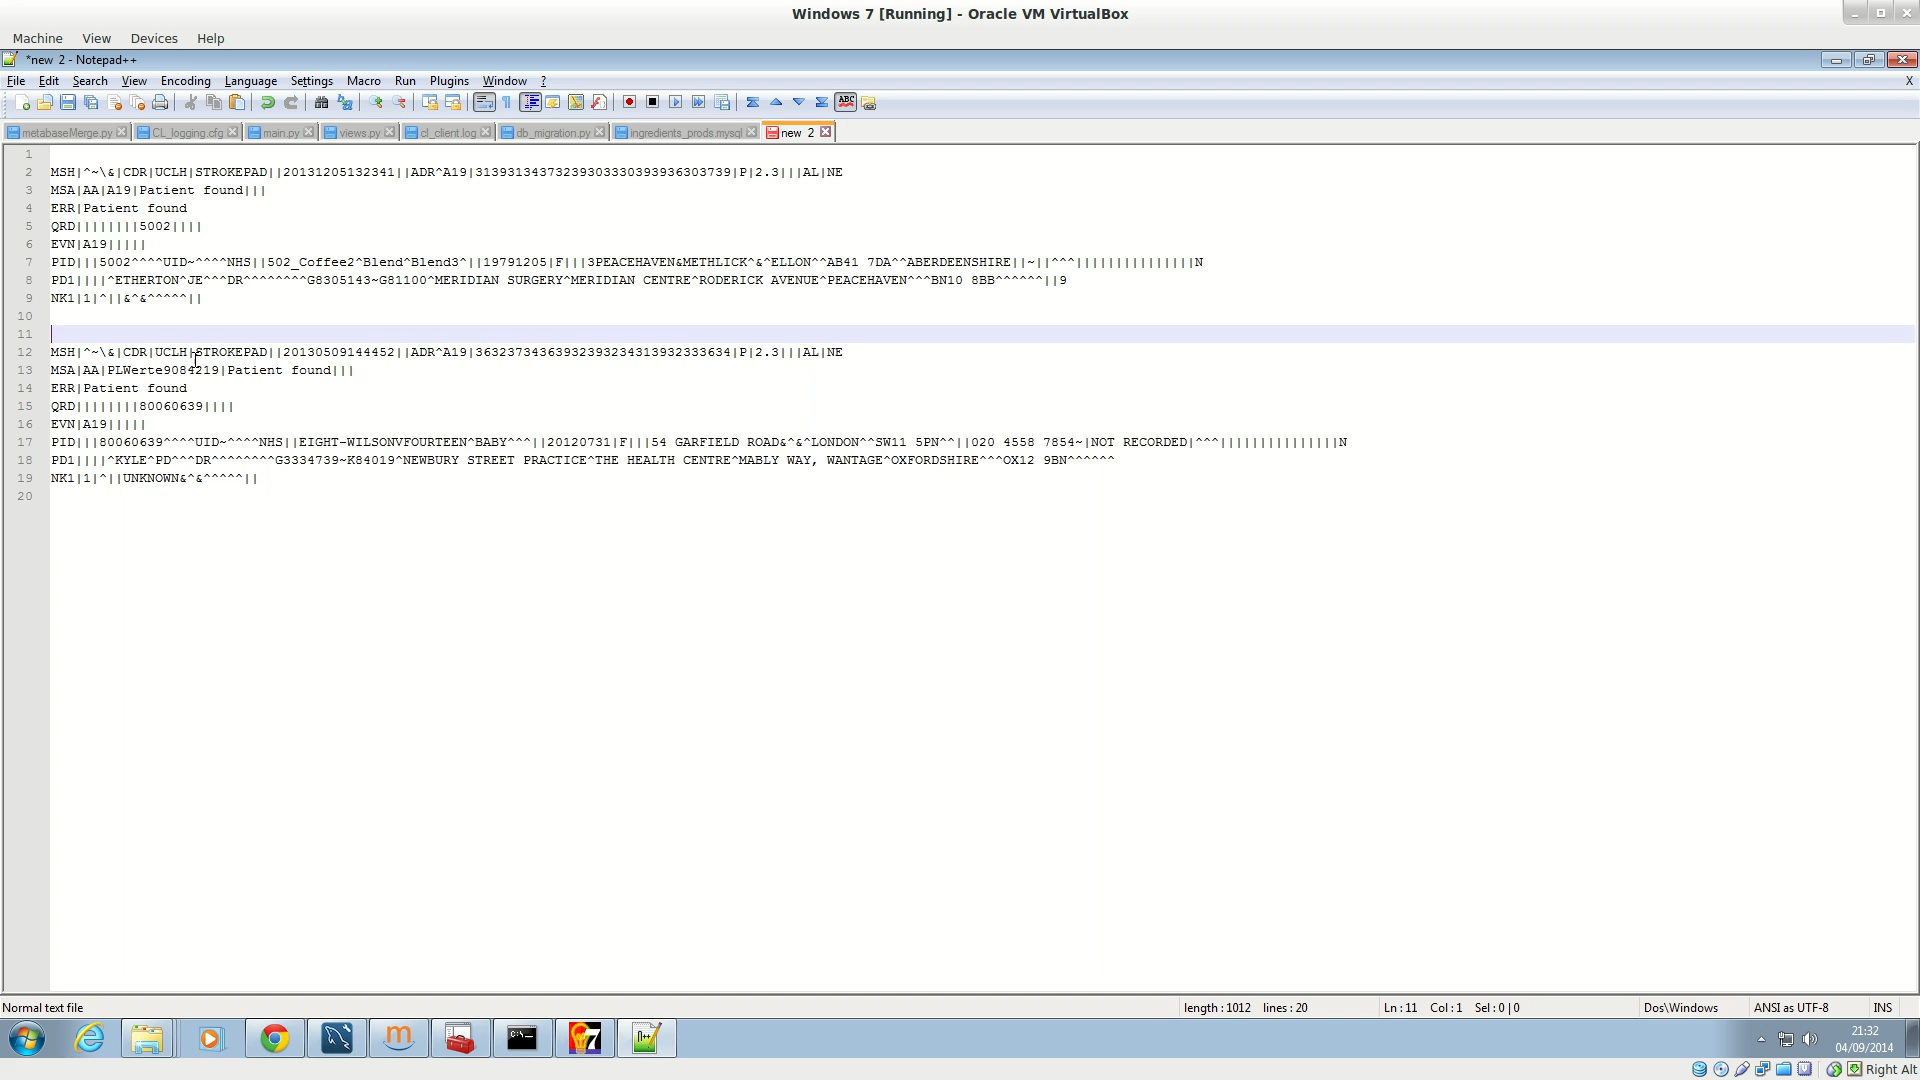 Windows 7 [Running] - Oracle VM VirtualBox
Machine View Devices Help
*new 2 - Notepad++
File Edit Search View Encoding Language Settings Macro Run Plugins Window ? X
metabaseMerge.py CL_logging.cfg main.py views.py cl_client.log db_migration.py ingredients_prods.mysql new 2
1
2 MSH|^~\&|CDR|UCLH|STROKEPAD||20131205132341||ADR^A19|3139313437323930333039393630373​9|P|2.3|||AL|NE
3 MSA|AA|A19|Patient found|||
4 ERR|Patient found
5 QRD||||||||5002||||
6 EVN|A19|||||
7 PID|||5002^^^^UID~^^^^NHS||502_Coffee2^Blend^Blend3^||19791205|F|||3PEACEHAVEN&METHLICK^&^ELLON^^AB41 7DA^^ABERDEENSHIRE||~||^^^|||||||||||||||N
8 PD1||||^ETHERTON^JE^^^DR^^^^^^^^G8305143~G81100^MERIDIAN SURGERY^MERIDIAN CENTRE^RODERICK AVENUE^PEACEHAVEN^^^BN10 8BB^^^^^^||9
9 NK1|1|^||&^&^^^^^||
10
11
12 MSH|^~\&|CDR|UCLH|STROKEPAD||20130509144452||ADR^A19|36323734363932393234313932333634|P|2.3|||AL|NE
13 MSA|AA|PLWerte9084219|Patient found|||
14 ERR|Patient found
15 QRD||||||||80060639||||
16 EVN|A19|||||
17 PID|||80060639^^^^UID~^^^^NHS||EIGHT-WILSONVFOURTEEN^BABY^^^||20120731|F|||54 GARFIELD ROAD&^&^LONDON^^SW11 5PN^^||020 4558 7854~|NOT RECORDED|^^^|||||||||||||||N
18 PD1||||^KYLE^PD^^^DR^^^^^^^^G3334739~K84019^NEWBURY STREET PRACTICE^THE HEALTH CENTRE^MABLY WAY, WANTAGE^OXFORDSHIRE^^^OX12 9BN^^^^^^
19 NK1|1|^||UNKNOWN&^&^^^^^||
20
Normal text file length : 1012 lines : 20 Ln : 11 Col : 1 Sel : 0 | 0 Dos\Windows ANSI as UTF-8 INS
21:32
04/09/2014
Right Alt